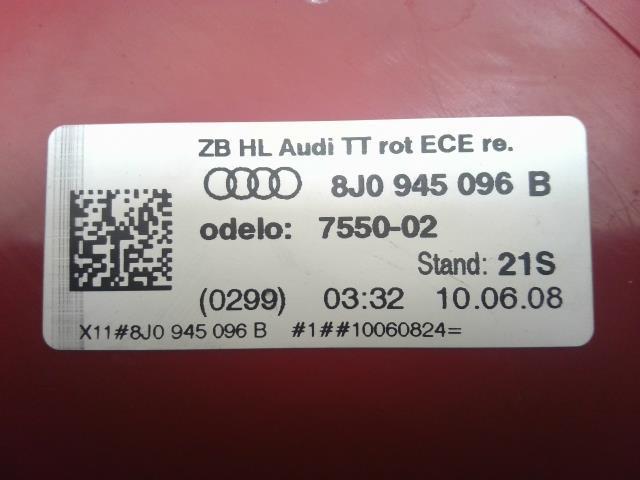 ZB HL Audi TT rot ECE re.
8J0 945 096 B
odelo: 7550-02
Stand: 21S
(0299) 03:32 10.06.08
X11#8J0 945 096 B #1##10060824=